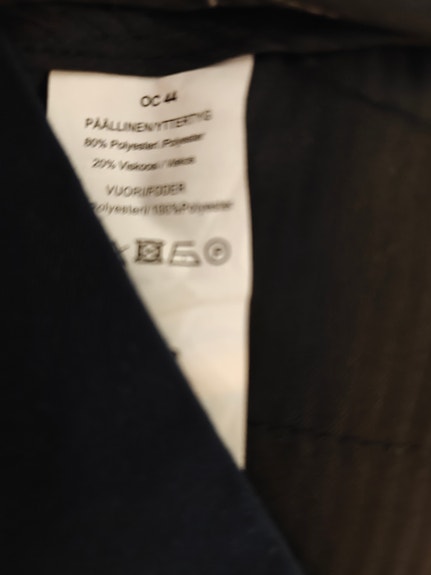 OC 44
PÄÄLLINEN/YTTERTYG
80% Polyester/Polyester
20% Viskoosi/Viskos
VUORI/FODER
Polyesteri/100%Polyester